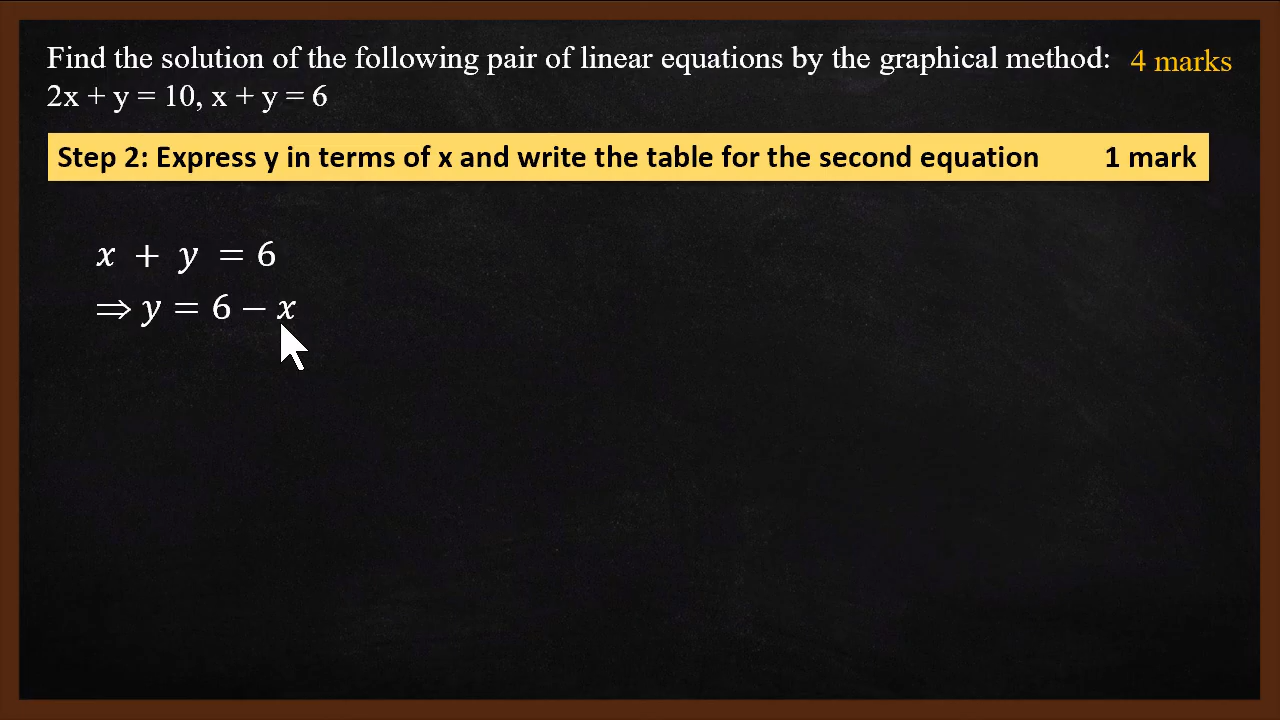 Find the solution of the following pair of linear equations by the graphical method: 4 marks
2x + y = 10, x + y = 6
Step 2: Express y in terms of x and write the table for the second equation 1 mark
x + y = 6
⇒ y = 6 − x